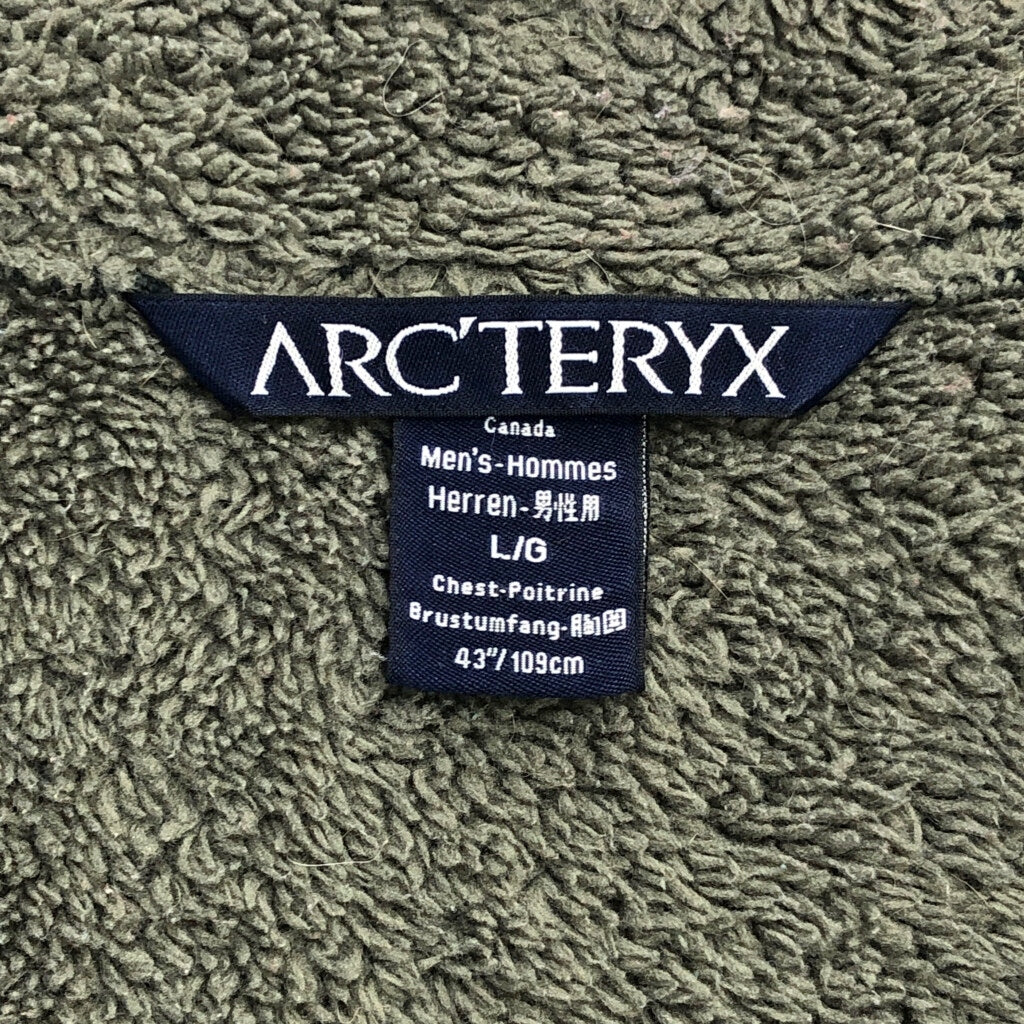 ARC'TERYX
Canada
Men's-Hommes
Herren-男性用
L/G
Chest-Poitrine
Brustumfang-胸囲
43"/109cm